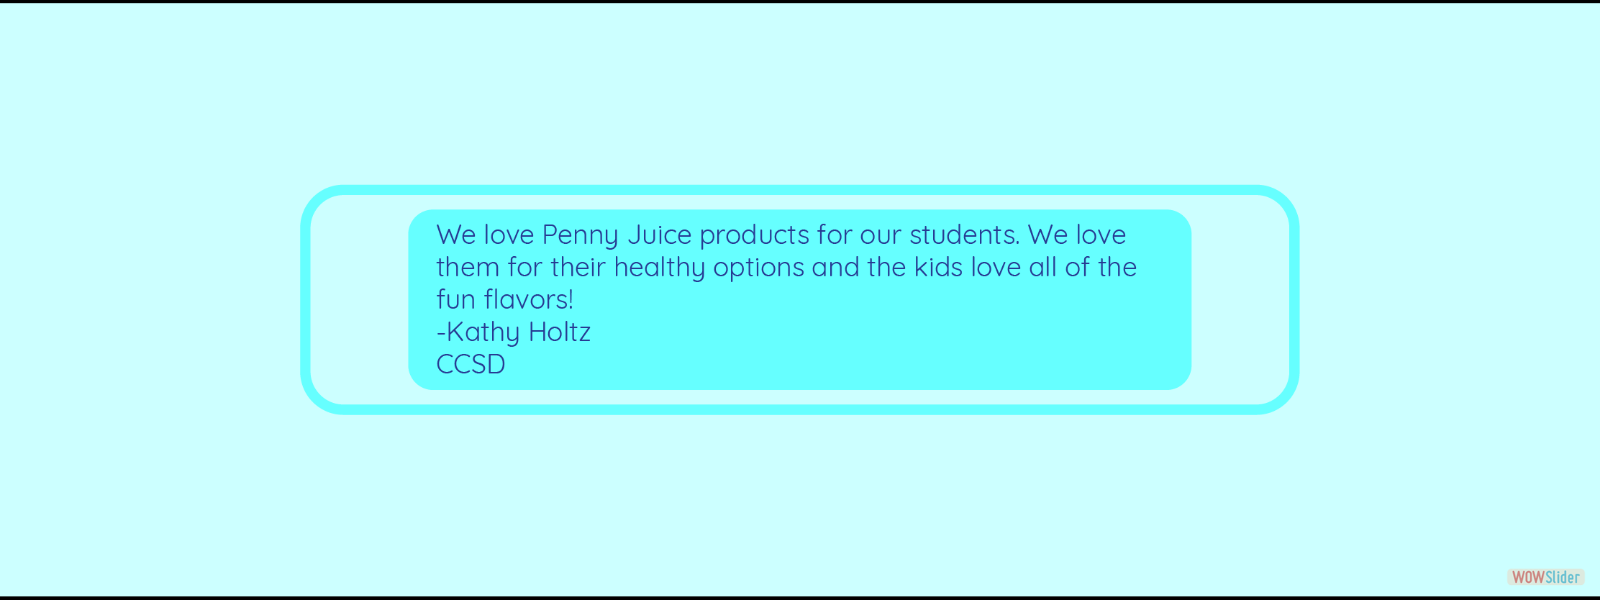 We love Penny Juice products for our students. We love
them for their healthy options and the kids love all of the
fun flavors!
-Kathy Holtz
CCSD
WOWSlider